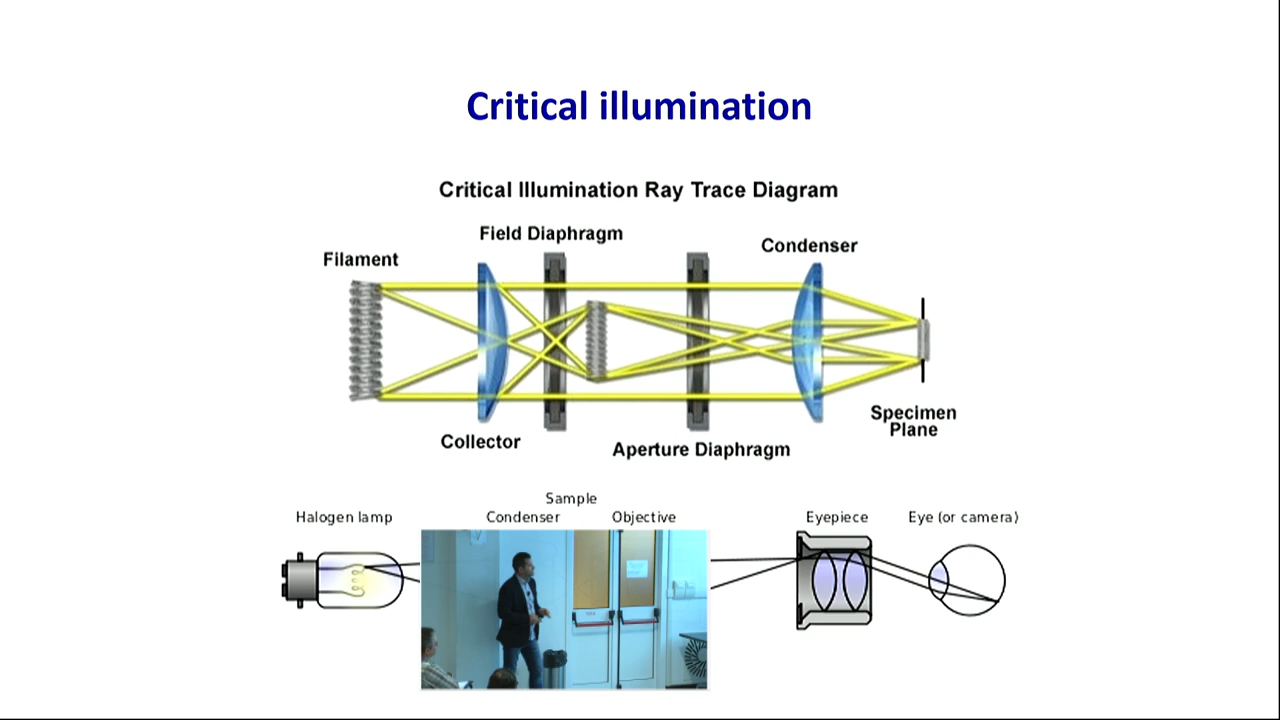 Critical illumination
Critical Illumination Ray Trace Diagram
Field Diaphragm
Condenser
Filament
Specimen
Plane
Collector
Aperture Diaphragm
Sample
Halogen lamp
Condenser
Objective
Eyepiece
Eye (or camera)